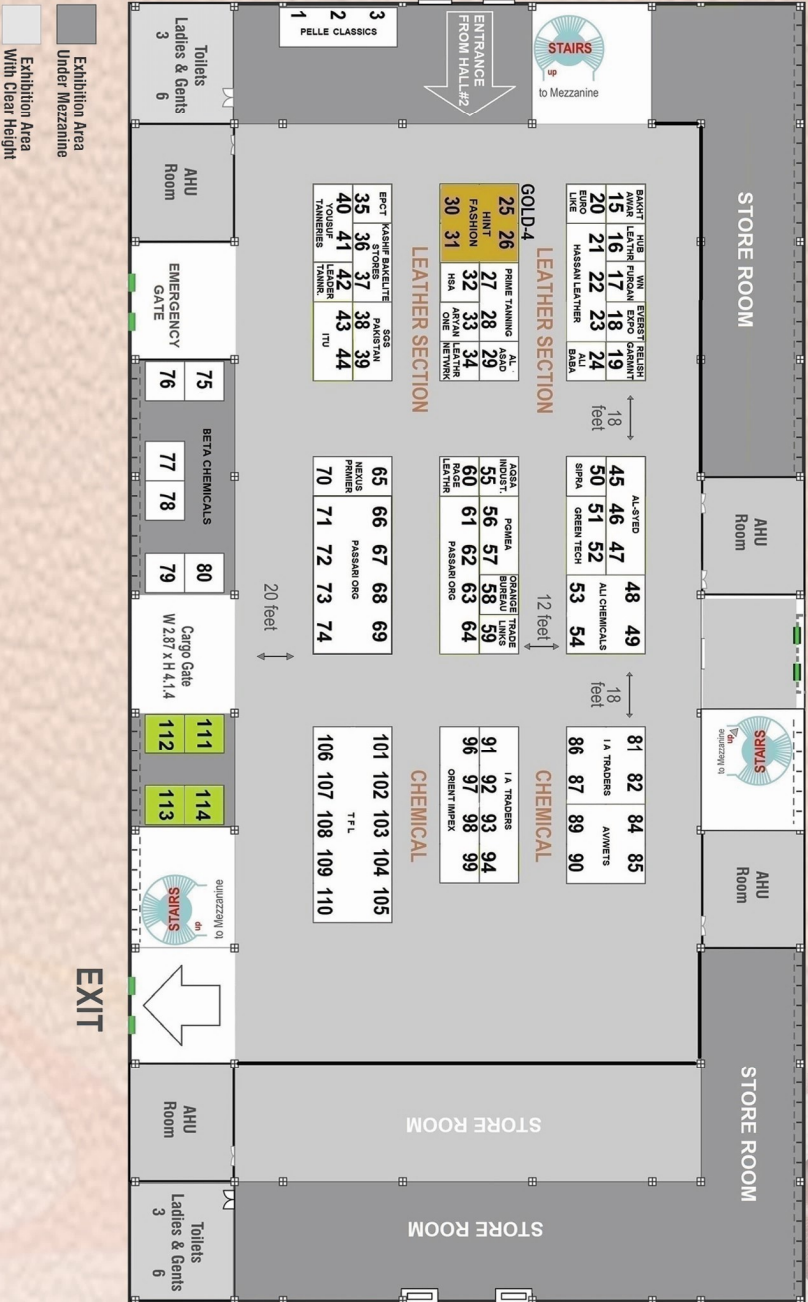 Exhibition Area
Under Mezzanine
Exhibition Area
With Clear Height
Toilets
Ladies & Gents
3 6
1 2 3
PELLE CLASSICS
ENTRANCE
FROM HALL#2
STAIRS
up
to Mezzanine
AHU
Room
STORE ROOM
EMERGENCY
GATE
LEATHER SECTION
LEATHER SECTION
BAKHT
AWAR
HUB
LEATHR
WN
FURQAN
EVERST
EXPO
RELISH
GARMNT
15 16 17 18 19
20 21 22 23 24
EURO
LIKE
HASSAN LEATHER
ALI
BABA
GOLD-4
25 26
HINT
FASHION
30 31
PRIME TANNING
AL
ASAD
27 28 29
32 33 34
HSA
ARYAN
ONE
LEATHR
NETWRK
EPCT
KASHIF BAKELITE
STORES
SGS
PAKISTAN
35 36 37 38 39
40 41 42 43 44
YOUSUF
TANNERIES
LEADER
TANNR.
ITU
18
feet
75
76
BETA CHEMICALS
77 78
80
79
AL-SYED
45 46 47
50 51 52
SIPRA
GREEN TECH
48 49
ALI CHEMICALS
53 54
AQSA
INDUST.
PGMEA
ORANGE
BUREAU
TRADE
LINKS
55 56 57 58 59
60 61 62 63 64
RAGE
LEATHR
PASSARI ORG
65 66 67 68 69
NEXUS
PRMIER
PASSARI ORG
70 71 72 73 74
AHU
Room
12 feet
20 feet
18
feet
Cargo Gate
W 2.87 x H 4.1.4
111
112
114
113
STAIRS
up
to Mezzanine
CHEMICAL
CHEMICAL
81 82 84 85
I A TRADERS
AV/WETS
86 87 89 90
I A TRADERS
91 92 93 94
96 97 98 99
ORIENT IMPEX
101 102 103 104 105
T F L
106 107 108 109 110
to Mezzanine
up
STAIRS
AHU
Room
EXIT
AHU
Room
STORE ROOM
STORE ROOM
STORE ROOM
Toilets
Ladies & Gents
3 6